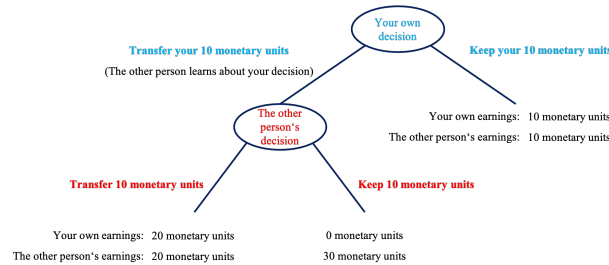 Your own
decision
Transfer your 10 monetary units
Keep your 10 monetary units
(The other person learns about your decision)
The other
person‘s
decision
Your own earnings: 10 monetary units
The other person‘s earnings: 10 monetary units
Transfer 10 monetary units
Keep 10 monetary units
Your own earnings: 20 monetary units 0 monetary units
The other person‘s earnings: 20 monetary units 30 monetary units